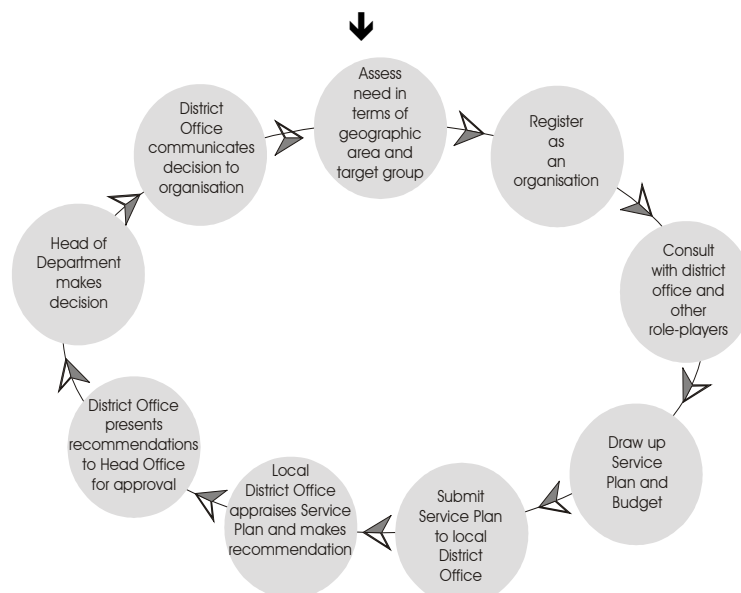 Assess
need in
terms of
geographic
area and
target group
Register
as
an
organisation
Consult
with district
office and
other
role-players
Draw up
Service
Plan and
Budget
Submit
Service Plan
to local
District
Office
Local
District Office
appraises Service
Plan and makes
recommendation
District Office
presents
recommendations
to Head Office
for approval
Head of
Department
makes
decision
District
Office
communicates
decision to
organisation